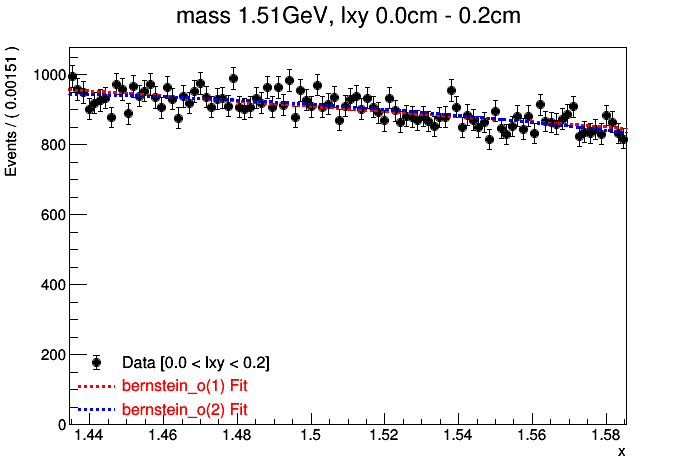 mass 1.51GeV, lxy 0.0cm - 0.2cm
Events / ( 0.00151 )
1000
800
600
400
200
0
Data [0.0 < lxy < 0.2]
bernstein_o(1) Fit
bernstein_o(2) Fit
1.44 1.46 1.48 1.5 1.52 1.54 1.56 1.58
x